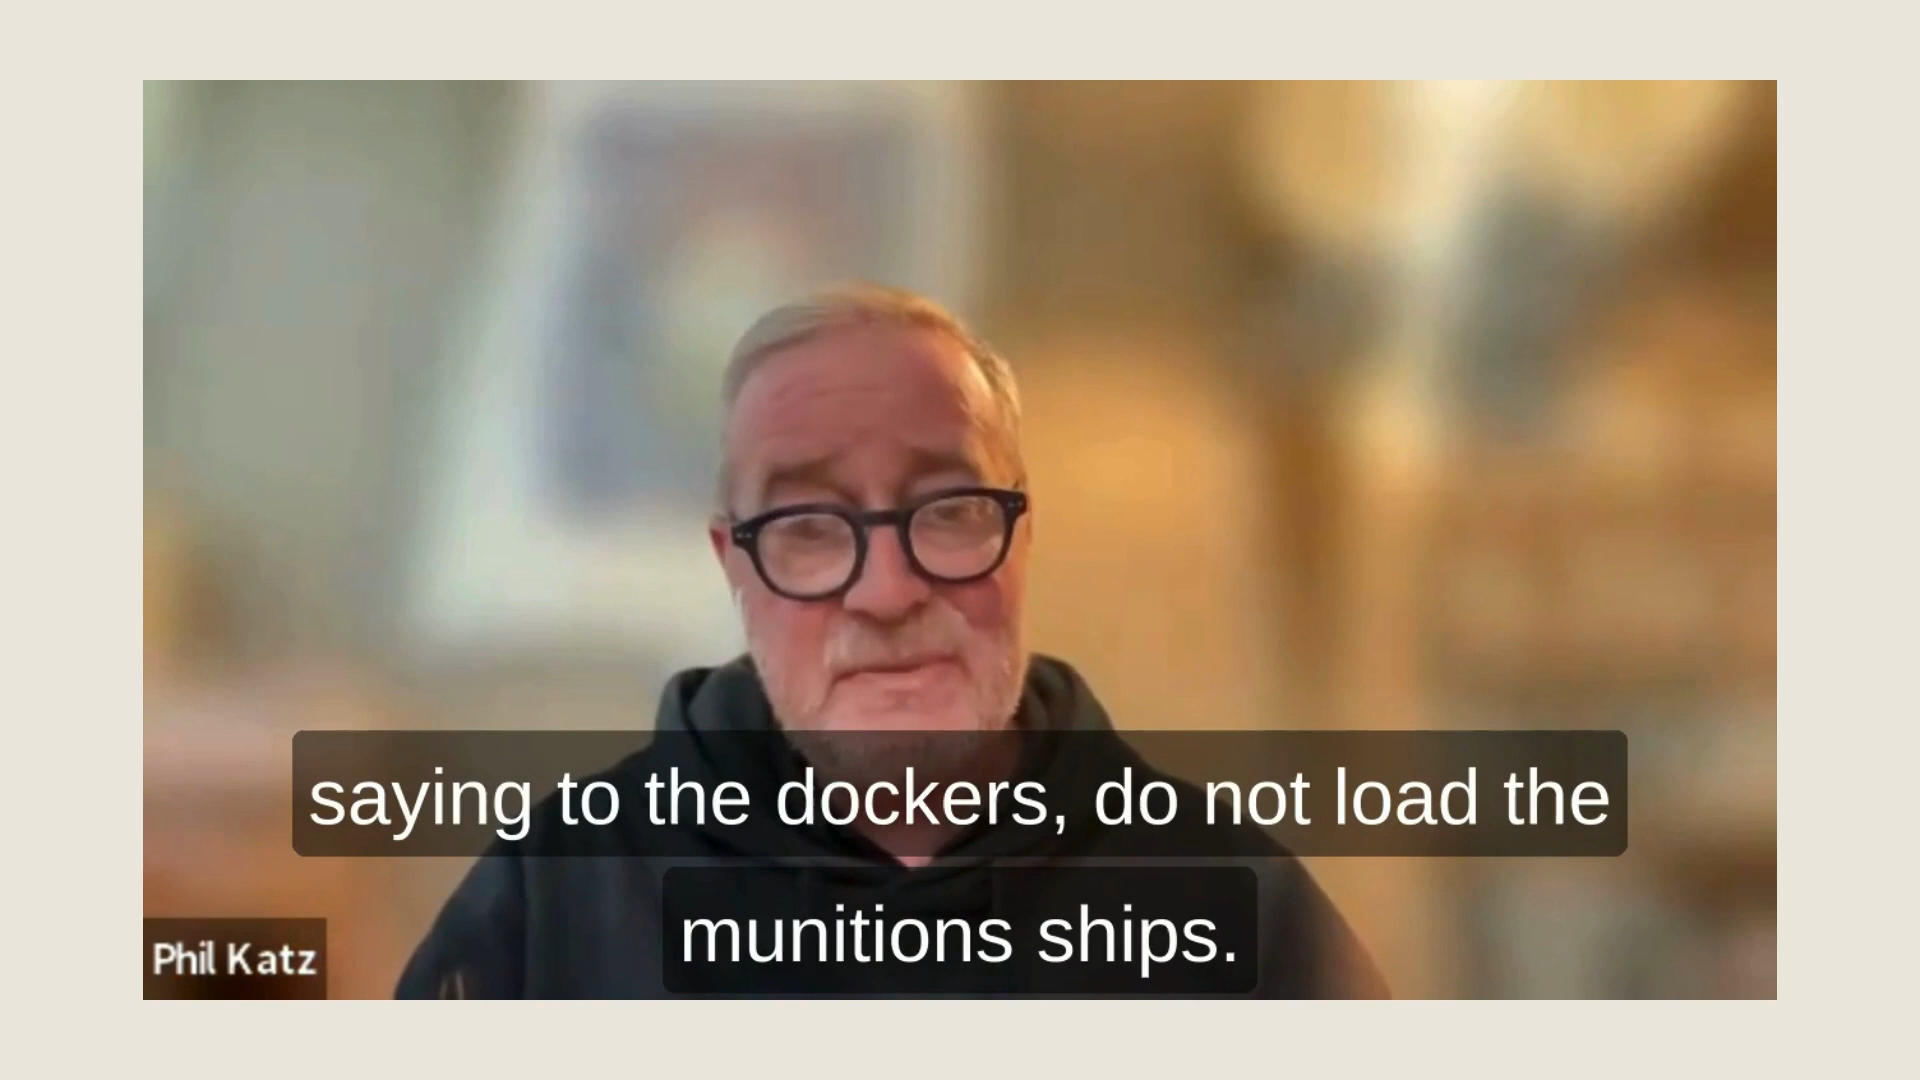 saying to the dockers, do not load the
munitions ships.
Phil Katz